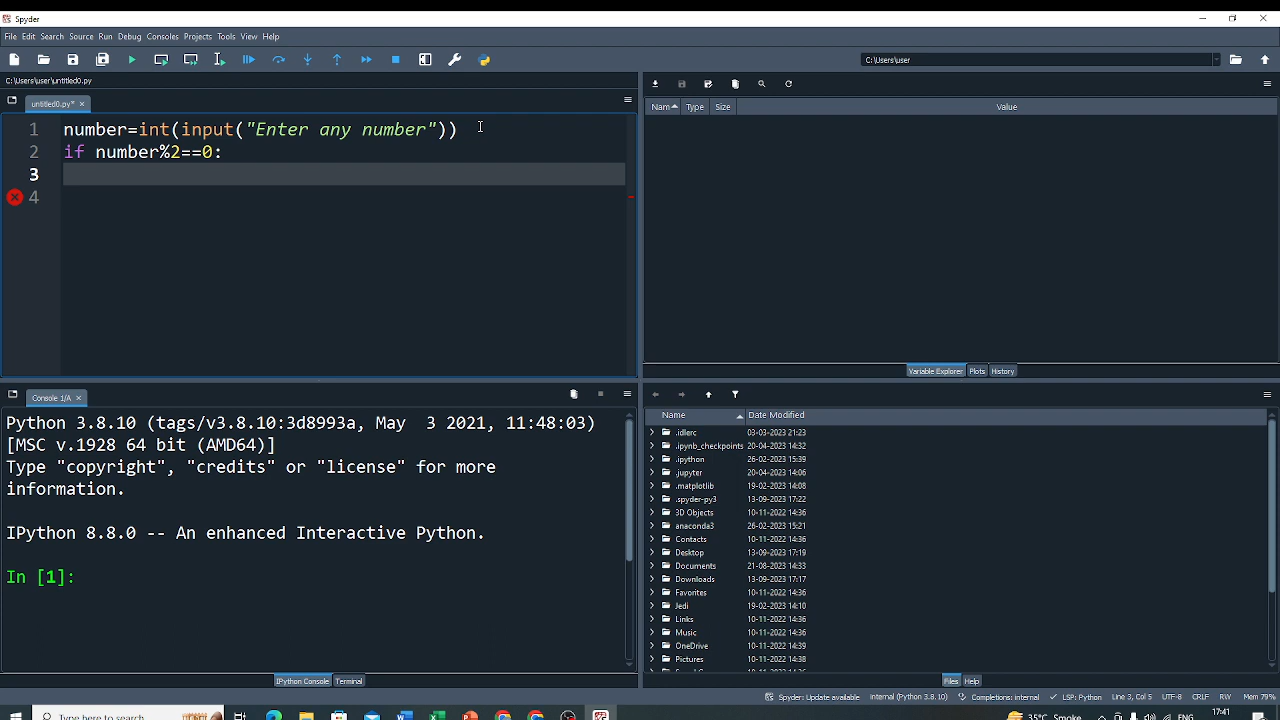 Spyder
File Edit Search Source Run Debug Consoles Projects Tools View Help
C:\Users\user
C:\Users\user\untitled0.py
untitled0.py*
1 number=int(input("Enter any number"))
2 if number%2==0:
3
4
Nam Type Size Value
Variable Explorer Plots History
Console 1/A
Python 3.8.10 (tags/v3.8.10:3d8993a, May 3 2021, 11:48:03)
[MSC v.1928 64 bit (AMD64)]
Type "copyright", "credits" or "license" for more
information.
IPython 8.8.0 -- An enhanced Interactive Python.
In [1]:
IPython Console Terminal
Name Date Modified
.idlerc 03-03-2023 21:23
.ipynb_checkpoints 20-04-2023 14:32
.ipython 26-02-2023 15:39
.jupyter 20-04-2023 14:06
.matplotlib 19-02-2023 14:08
.spyder-py3 13-09-2023 17:22
3D Objects 10-11-2022 14:36
anaconda3 26-02-2023 15:21
Contacts 10-11-2022 14:36
Desktop 13-09-2023 17:19
Documents 21-08-2023 14:33
Downloads 13-09-2023 17:17
Favorites 10-11-2022 14:36
Jedi 19-02-2023 14:10
Links 10-11-2022 14:36
Music 10-11-2022 14:36
OneDrive 10-11-2022 14:39
Pictures 10-11-2022 14:38
Files Help
Spyder: Update available internal (Python 3.8.10) Completions: internal LSP: Python Line 3, Col 5 UTF-8 CRLF RW Mem 79%
Type here to search
35°C Smoke ENG 17:41